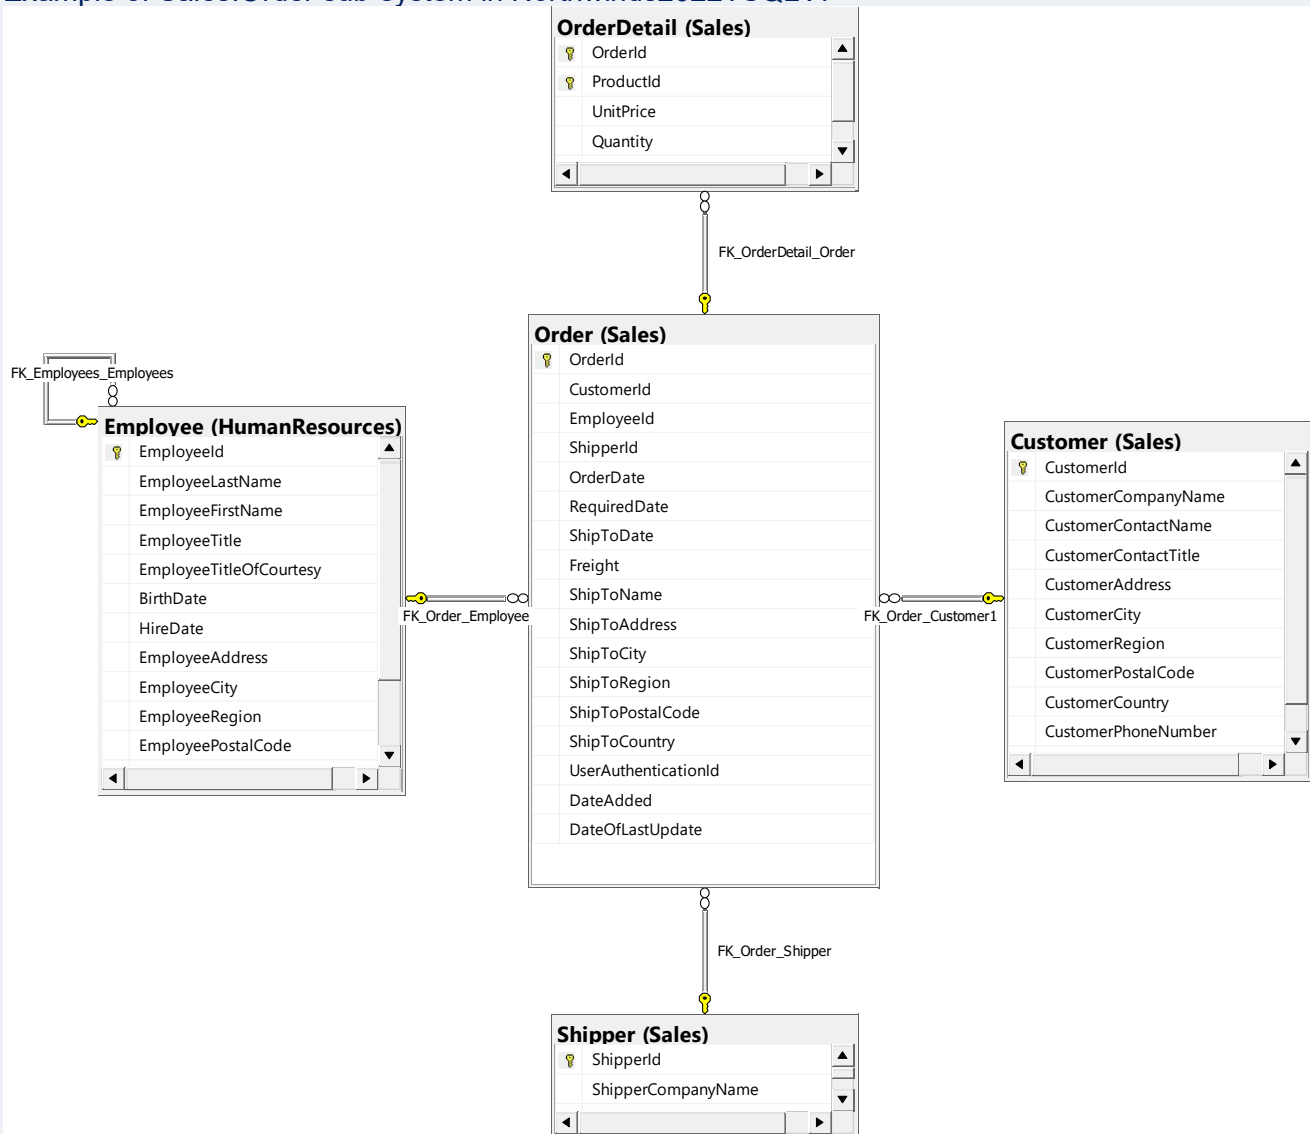 OrderDetail (Sales)
OrderId
ProductId
UnitPrice
Quantity
FK_OrderDetail_Order
Order (Sales)
OrderId
CustomerId
EmployeeId
ShipperId
OrderDate
RequiredDate
ShipToDate
Freight
ShipToName
ShipToAddress
ShipToCity
ShipToRegion
ShipToPostalCode
ShipToCountry
UserAuthenticationId
DateAdded
DateOfLastUpdate
FK_Employees_Employees
Employee (HumanResources)
EmployeeId
EmployeeLastName
EmployeeFirstName
EmployeeTitle
EmployeeTitleOfCourtesy
BirthDate
HireDate
EmployeeAddress
EmployeeCity
EmployeeRegion
EmployeePostalCode
FK_Order_Employee
FK_Order_Customer1
Customer (Sales)
CustomerId
CustomerCompanyName
CustomerContactName
CustomerContactTitle
CustomerAddress
CustomerCity
CustomerRegion
CustomerPostalCode
CustomerCountry
CustomerPhoneNumber
FK_Order_Shipper
Shipper (Sales)
ShipperId
ShipperCompanyName